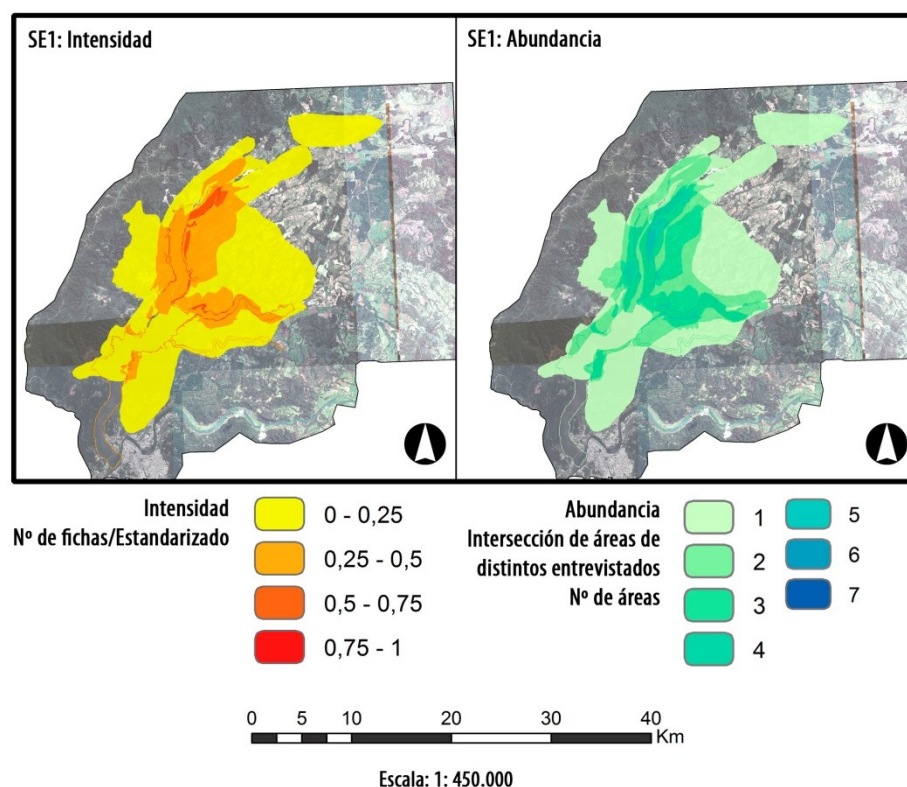 SE1: Intensidad
SE1: Abundancia
Intensidad
Nº de fichas/Estandarizado
0 - 0,25
0,25 - 0,5
0,5 - 0,75
0,75 - 1
Abundancia
Intersección de áreas de
distintos entrevistados
Nº de áreas
1
2
3
4
5
6
7
0 5 10 20 30 40
Km
Escala: 1: 450.000